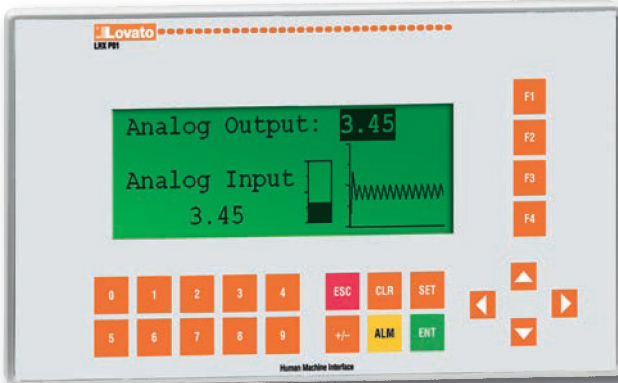 Lovato
LRX P01
Analog Output: 3.45
Analog Input
3.45
F1
F2
F3
F4
0 1 2 3 4 ESC CLR SET
5 6 7 8 9 +/– ALM ENT
Human Machine Interface